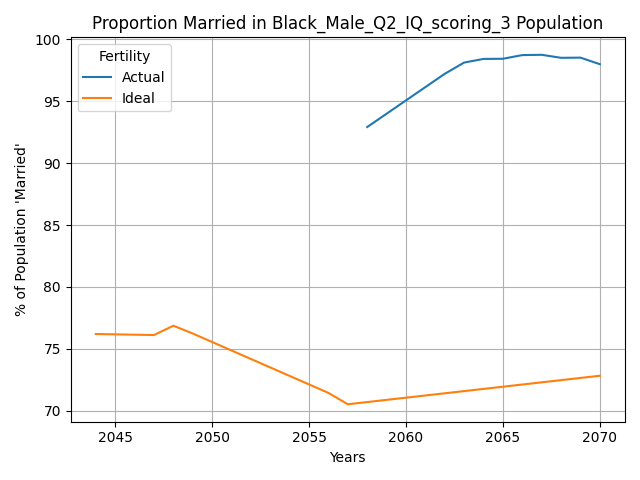 Proportion Married in Black_Male_Q2_IQ_scoring_3 Population
Fertility
Actual
Ideal
100
95
90
85
80
75
70
% of Population 'Married'
2045 2050 2055 2060 2065 2070
Years